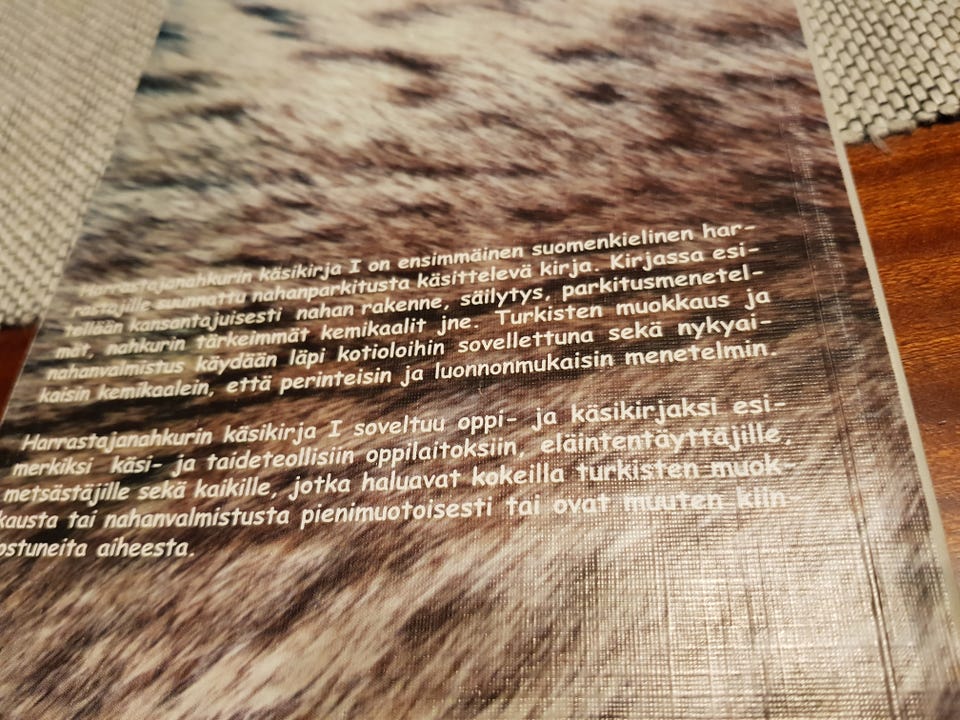 Harrastajanahkurin käsikirja I on ensimmäinen suomenkielinen har-
rastajille suunnattu nahanparkitusta käsittelevä kirja. Kirjassa esi-
tellään kansantajuisesti nahan rakenne, säilytys, parkitusmenetel-
mät, nahkurin tärkeimmät kemikaalit jne. Turkisten muokkaus ja
nahanvalmistus käydään läpi kotioloihin sovellettuna sekä nykyai-
kaisin kemikaalein, että perinteisin ja luonnonmukaisin menetelmin.
Harrastajanahkurin käsikirja I soveltuu oppi- ja käsikirjaksi esi-
merkiksi käsi- ja taideteollisiin oppilaitoksiin, eläintentäyttäjille,
metsästäjille sekä kaikille, jotka haluavat kokeilla turkisten muok-
kausta tai nahanvalmistusta pienimuotoisesti tai ovat muuten kiin
ostuneita aiheesta.